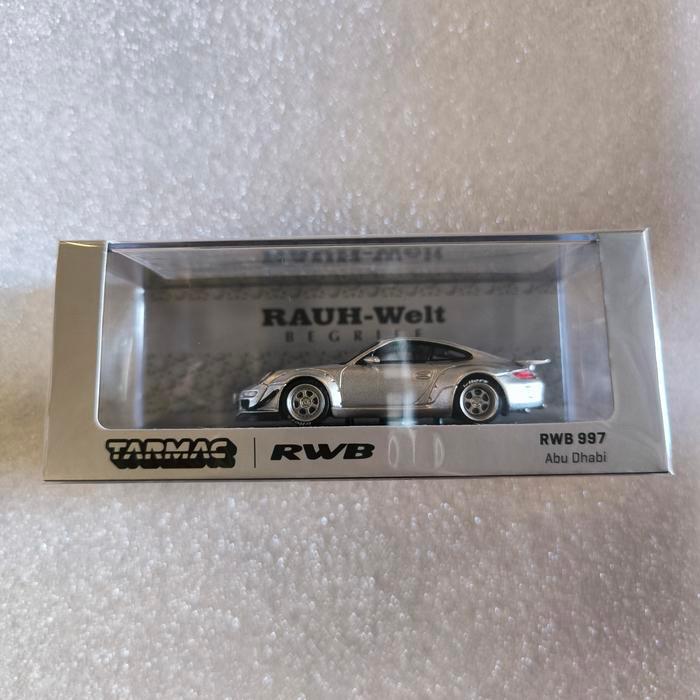 RAUH-Welt
BEGRIFF
TARMAC | RWB
RWB 997
Abu Dhabi